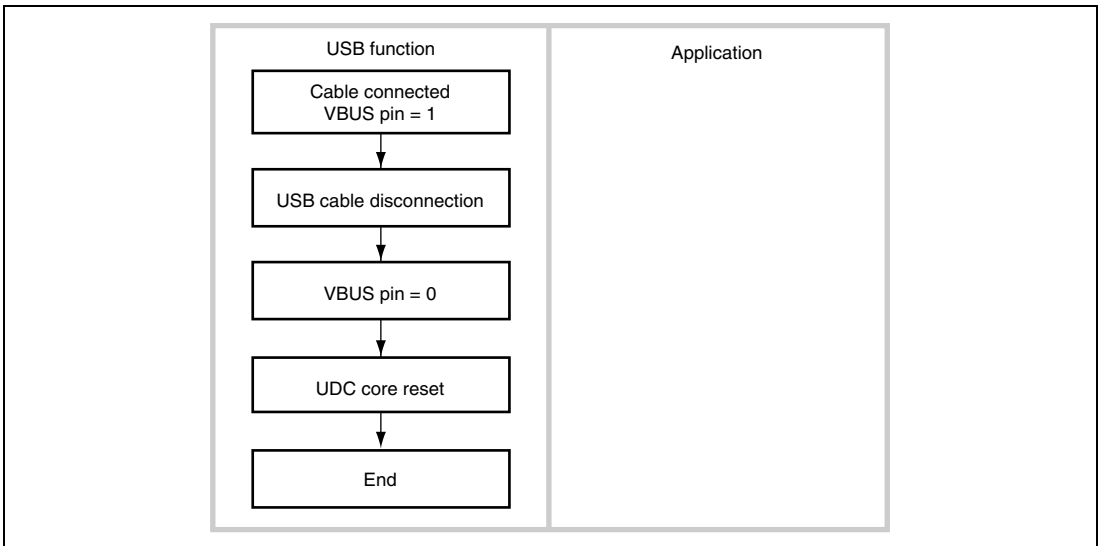 USB function
Application
Cable connected
VBUS pin = 1
USB cable disconnection
VBUS pin = 0
UDC core reset
End